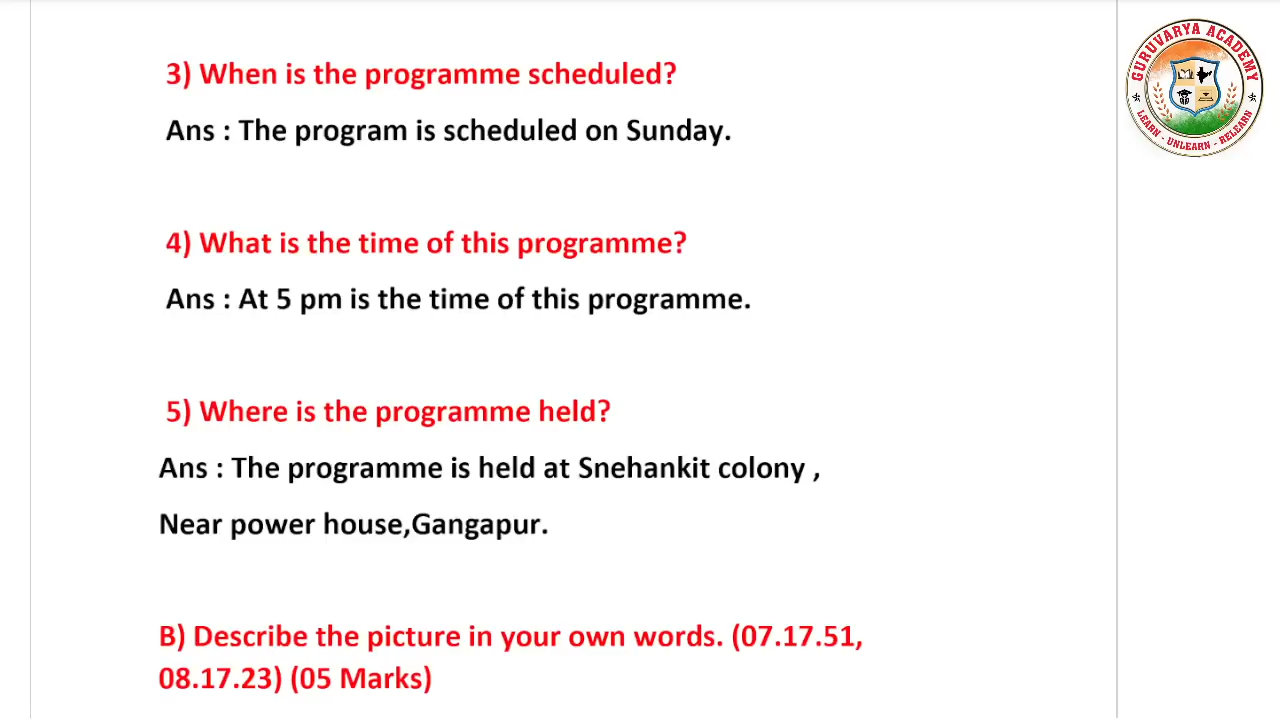 3) When is the programme scheduled?
Ans : The program is scheduled on Sunday.
4) What is the time of this programme?
Ans : At 5 pm is the time of this programme.
5) Where is the programme held?
Ans : The programme is held at Snehankit colony ,
Near power house,Gangapur.
B) Describe the picture in your own words. (07.17.51,
08.17.23) (05 Marks)
GURUVARYA ACADEMY
LEARN - UNLEARN - RELEARN